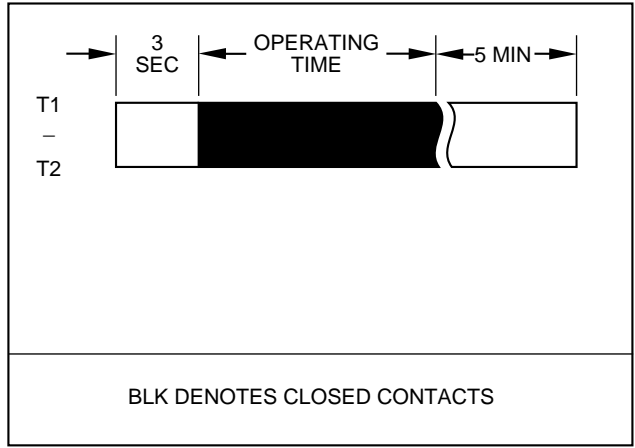 3
SEC
OPERATING
TIME
5 MIN
T1
–
T2
BLK DENOTES CLOSED CONTACTS